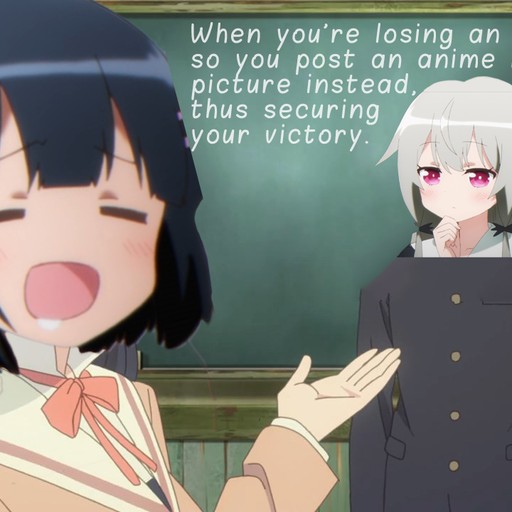 When you're losing an
so you post an anime
picture instead,
thus securing
your victory.